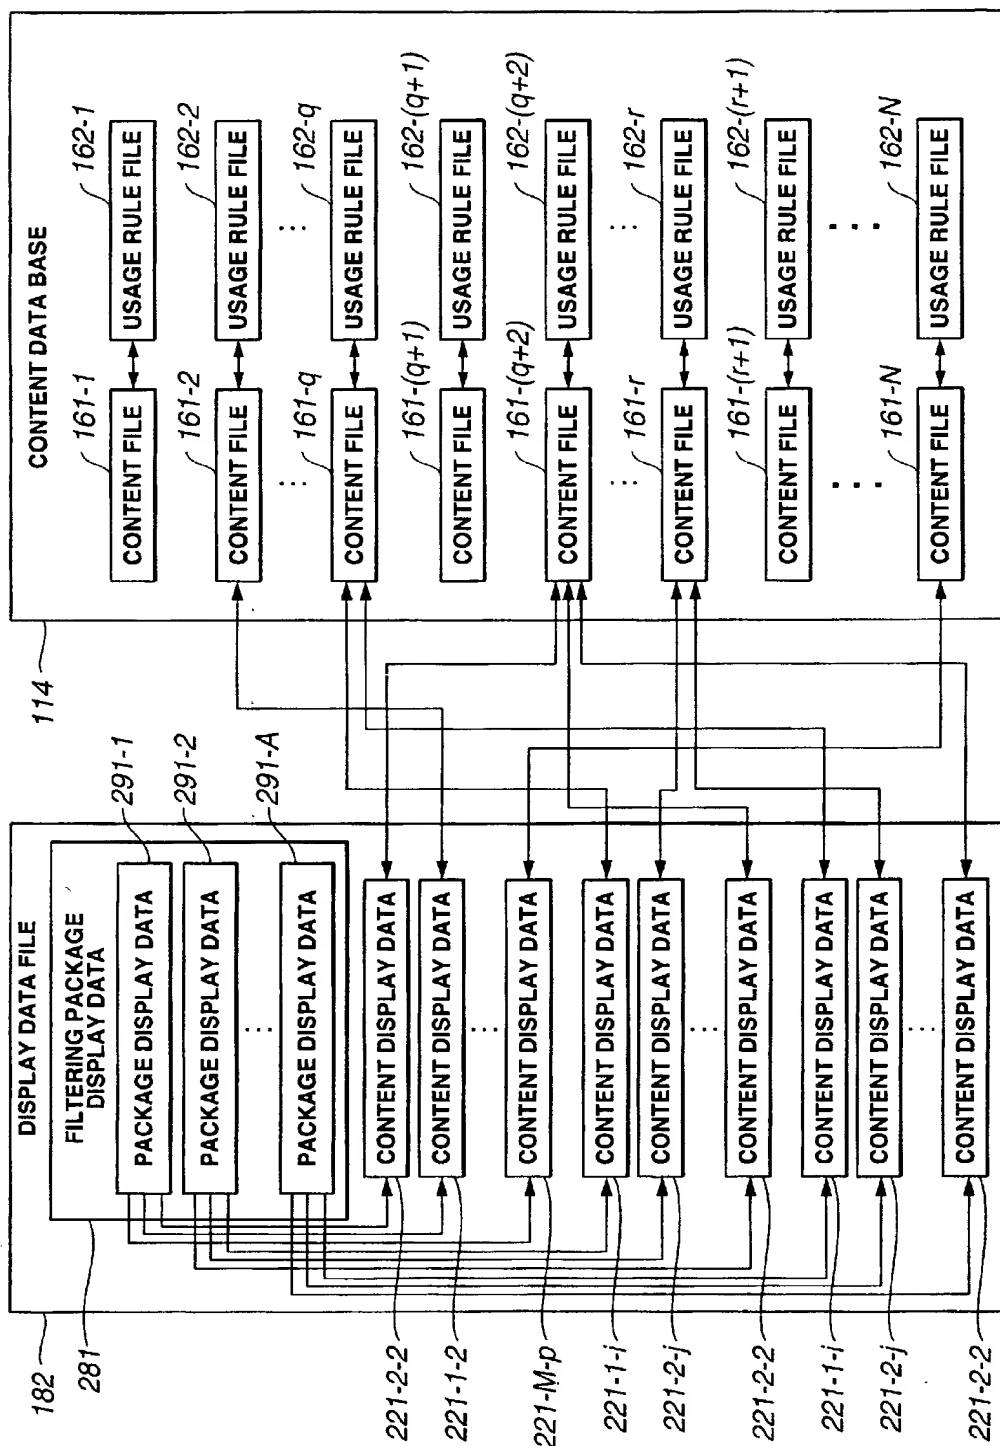 DISPLAY DATA FILE
FILTERING PACKAGE
DISPLAY DATA
PACKAGE DISPLAY DATA
PACKAGE DISPLAY DATA
...
PACKAGE DISPLAY DATA
CONTENT DISPLAY DATA
CONTENT DISPLAY DATA
...
CONTENT DISPLAY DATA
CONTENT DISPLAY DATA
CONTENT DISPLAY DATA
...
CONTENT DISPLAY DATA
CONTENT DISPLAY DATA
CONTENT DISPLAY DATA
...
CONTENT DISPLAY DATA
182
281
221-2-2
221-1-2
221-M-p
221-1-i
221-2-j
221-2-2
221-1-i
221-2-j
221-2-2
291-1
291-2
291-A
114
CONTENT DATA BASE
161-1
CONTENT FILE
162-1
USAGE RULE FILE
161-2
CONTENT FILE
162-2
USAGE RULE FILE
...
...
161-q
CONTENT FILE
162-q
USAGE RULE FILE
161-(q+1)
CONTENT FILE
162-(q+1)
USAGE RULE FILE
161-(q+2)
CONTENT FILE
162-(q+2)
USAGE RULE FILE
...
...
161-r
CONTENT FILE
162-r
USAGE RULE FILE
161-(r+1)
CONTENT FILE
162-(r+1)
USAGE RULE FILE
...
...
161-N
CONTENT FILE
162-N
USAGE RULE FILE